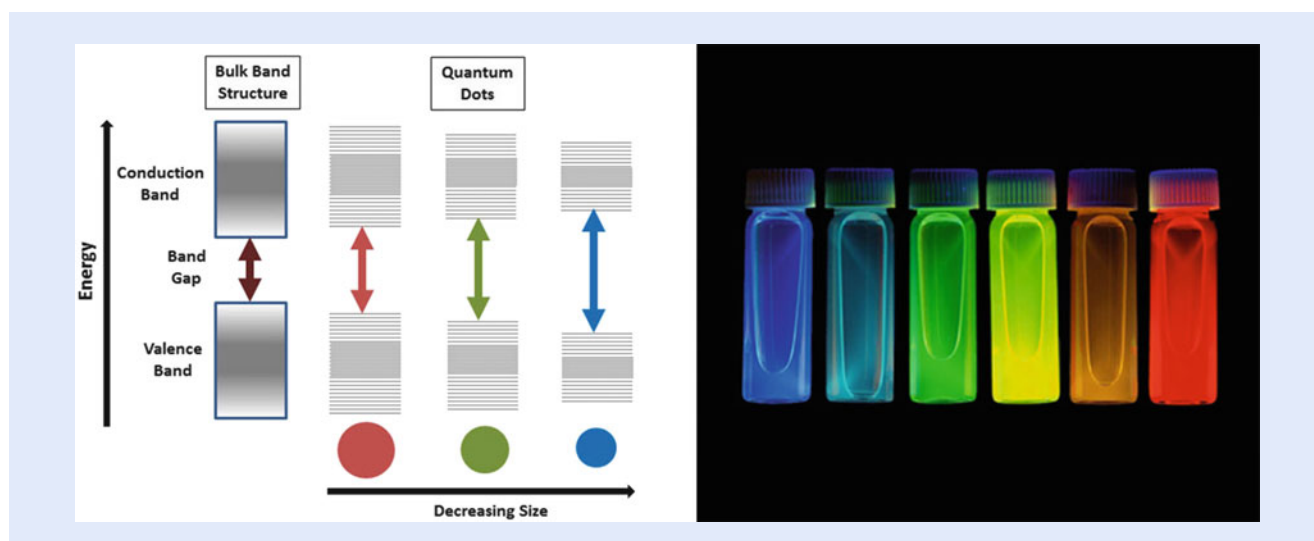 Bulk Band
Structure
Quantum
Dots
Energy
Conduction
Band
Band
Gap
Valence
Band
Decreasing Size